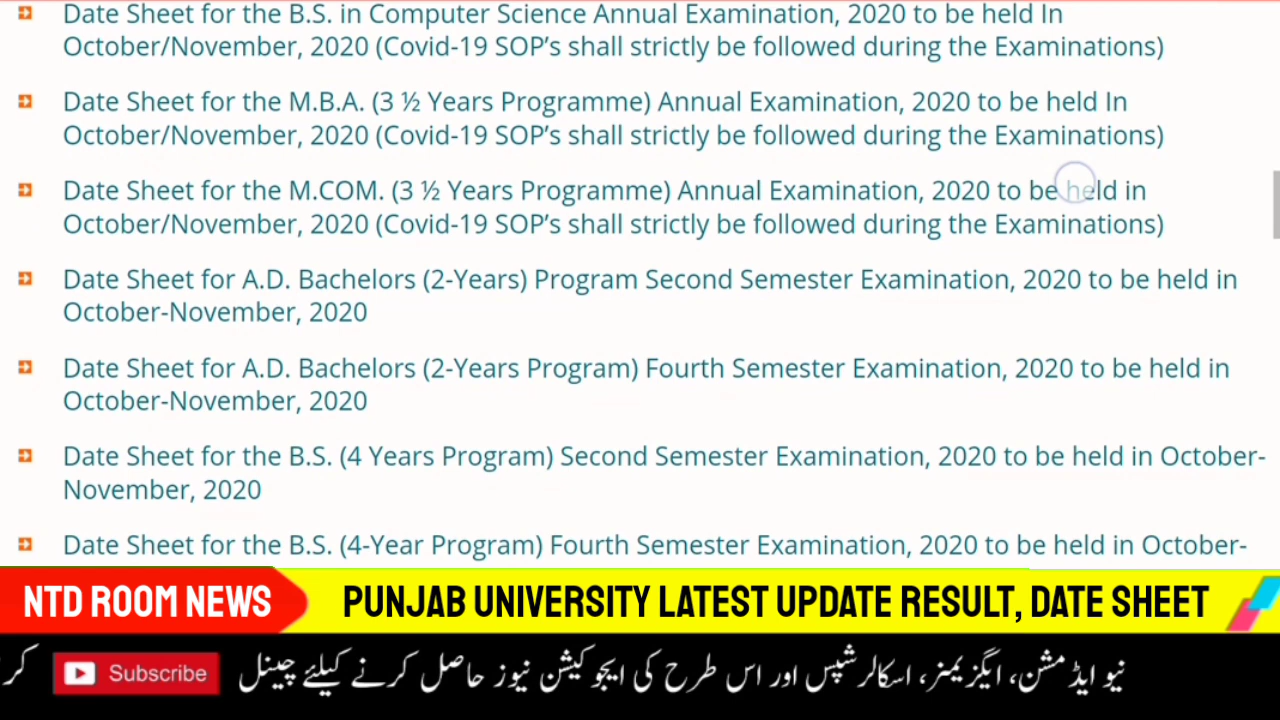 Date Sheet for the B.S. in Computer Science Annual Examination, 2020 to be held In
October/November, 2020 (Covid-19 SOP’s shall strictly be followed during the Examinations)
Date Sheet for the M.B.A. (3 ½ Years Programme) Annual Examination, 2020 to be held In
October/November, 2020 (Covid-19 SOP’s shall strictly be followed during the Examinations)
Date Sheet for the M.COM. (3 ½ Years Programme) Annual Examination, 2020 to be held in
October/November, 2020 (Covid-19 SOP’s shall strictly be followed during the Examinations)
Date Sheet for A.D. Bachelors (2-Years) Program Second Semester Examination, 2020 to be held in
October-November, 2020
Date Sheet for A.D. Bachelors (2-Years Program) Fourth Semester Examination, 2020 to be held in
October-November, 2020
Date Sheet for the B.S. (4 Years Program) Second Semester Examination, 2020 to be held in October-
November, 2020
Date Sheet for the B.S. (4-Year Program) Fourth Semester Examination, 2020 to be held in October-
NTD ROOM NEWS PUNJAB UNIVERSITY LATEST UPDATE RESULT, DATE SHEET
نیو ایڈمشن، ایگزیمنز، اسکالرشپس اور اس طرح کی ایجوکیشن نیوز حاصل کرنے کیلئے چینل Subscribe کر